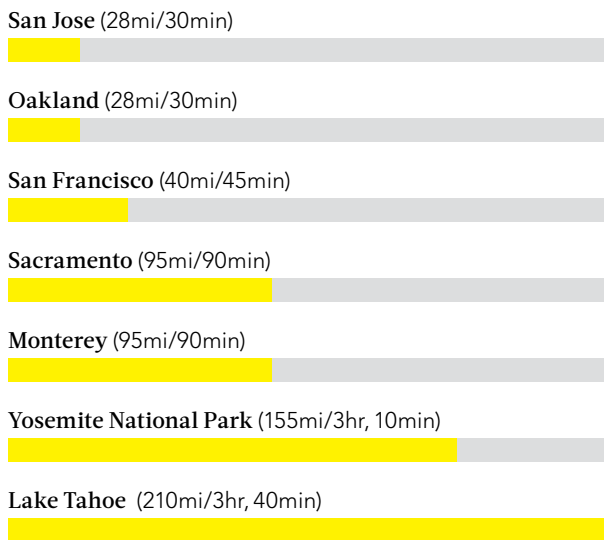 San Jose (28mi/30min)
Oakland (28mi/30min)
San Francisco (40mi/45min)
Sacramento (95mi/90min)
Monterey (95mi/90min)
Yosemite National Park (155mi/3hr, 10min)
Lake Tahoe (210mi/3hr, 40min)